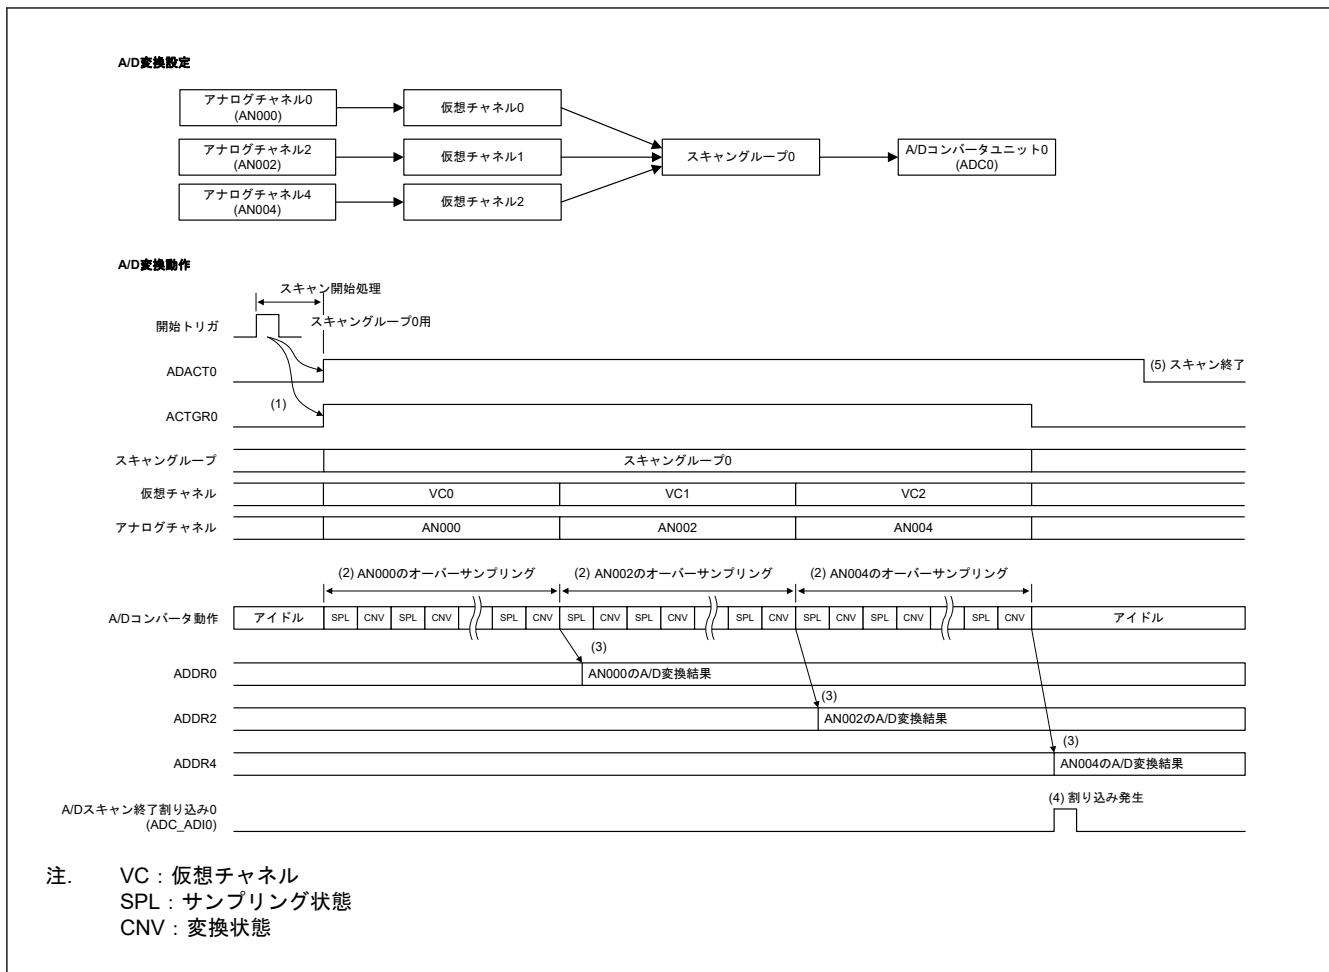 A/D変換設定
アナログチャネル0
(AN000)
仮想チャネル0
アナログチャネル2
(AN002)
仮想チャネル1
スキャングループ0
A/Dコンバータユニット0
(ADC0)
アナログチャネル4
(AN004)
仮想チャネル2
A/D変換動作
スキャン開始処理
開始トリガ
スキャングループ0用
ADACT0
(5) スキャン終了
(1)
ACTGR0
スキャングループ
スキャングループ0
仮想チャネル
VC0
VC1
VC2
アナログチャネル
AN000
AN002
AN004
(2) AN000のオーバーサンプリング
(2) AN002のオーバーサンプリング
(2) AN004のオーバーサンプリング
A/Dコンバータ動作
アイドル
SPL CNV SPL CNV SPL CNV
SPL CNV SPL CNV SPL CNV
SPL CNV SPL CNV SPL CNV
アイドル
(3)
ADDR0
AN000のA/D変換結果
(3)
ADDR2
AN002のA/D変換結果
(3)
ADDR4
AN004のA/D変換結果
A/Dスキャン終了割り込み0
(ADC_ADI0)
(4) 割り込み発生
注. VC：仮想チャネル
SPL：サンプリング状態
CNV：変換状態